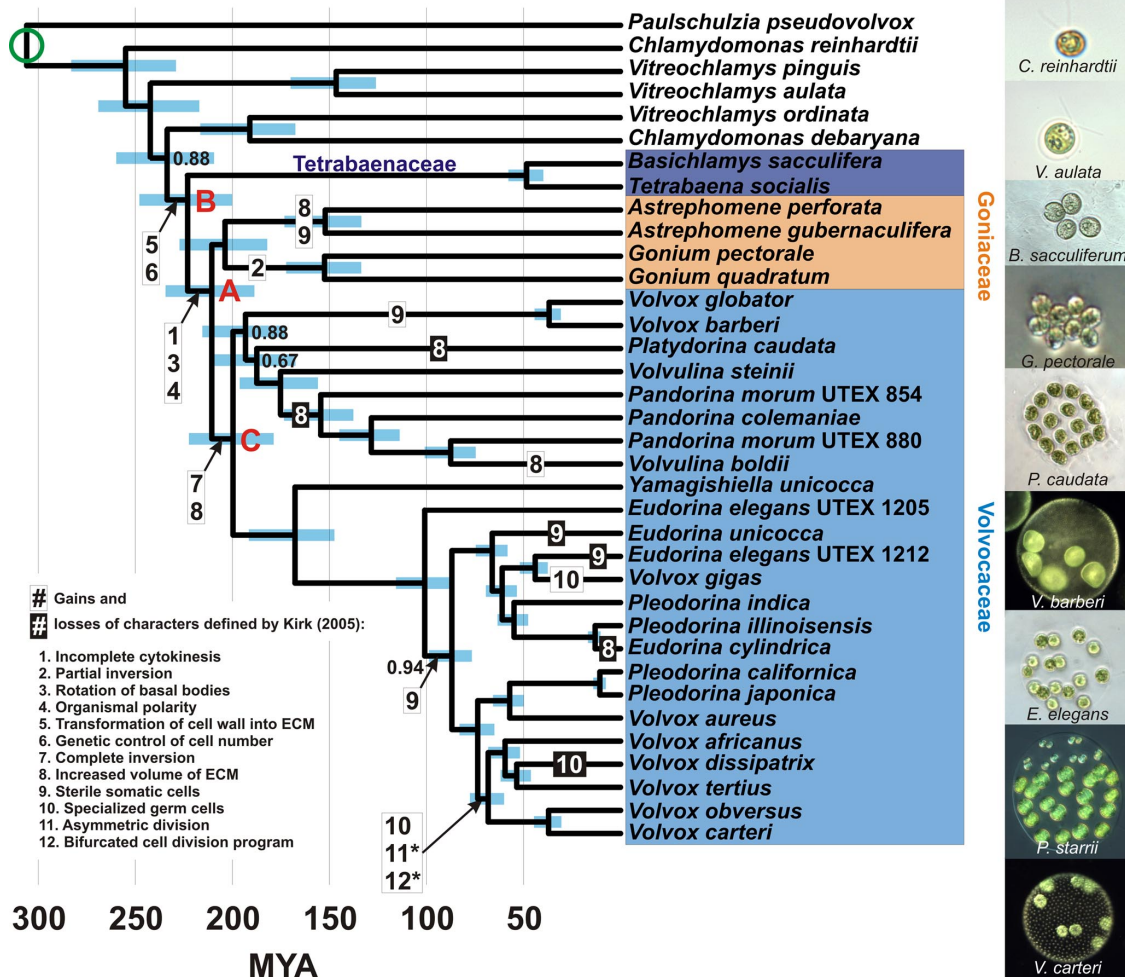 Paulschulzia pseudovolvox
Chlamydomonas reinhardtii
Vitreochlamys pinguis
Vitreochlamys aulata
Vitreochlamys ordinata
Chlamydomonas debaryana
0.88
Tetrabaenaceae
Basichlamys sacculifera
Tetrabaena socialis
B
5
6
8
9
Astrephomene perforata
Astrephomene gubernaculifera
2
Gonium pectorale
Gonium quadratum
Goniaceae
A
1
3
4
Volvox globator
9
Volvox barberi
0.88
8
Platydorina caudata
0.67
Volvulina steinii
Pandorina morum UTEX 854
8
Pandorina colemaniae
C
Pandorina morum UTEX 880
8
Volvulina boldii
7
8
Yamagishiella unicocca
Eudorina elegans UTEX 1205
9
Eudorina unicocca
9
Eudorina elegans UTEX 1212
10
Volvox gigas
Pleodorina indica
Pleodorina illinoisensis
8
Eudorina cylindrica
0.94
9
Pleodorina californica
Pleodorina japonica
Volvox aureus
Volvox africanus
10
Volvox dissipatrix
Volvox tertius
Volvox obversus
Volvox carteri
10
11*
12*
Volvocaceae
# Gains and
# losses of characters defined by Kirk (2005):
1. Incomplete cytokinesis
2. Partial inversion
3. Rotation of basal bodies
4. Organismal polarity
5. Transformation of cell wall into ECM
6. Genetic control of cell number
7. Complete inversion
8. Increased volume of ECM
9. Sterile somatic cells
10. Specialized germ cells
11. Asymmetric division
12. Bifurcated cell division program
300 250 200 150 100 50
MYA
C. reinhardtii
V. aulata
B. sacculiferum
G. pectorale
P. caudata
V. barberi
E. elegans
P. starrii
V. carteri